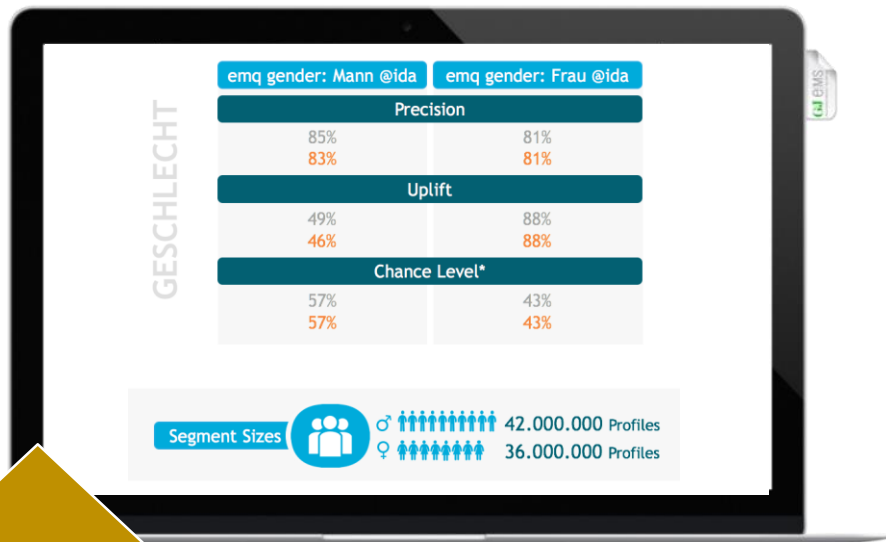 emq gender: Mann @ida emq gender: Frau @ida
GESCHLECHT
Precision
85% 81%
83% 81%
Uplift
49% 88%
46% 88%
Chance Level*
57% 43%
57% 43%
Segment Sizes
♂ 42.000.000 Profiles
♀ 36.000.000 Profiles
G+J e|MS